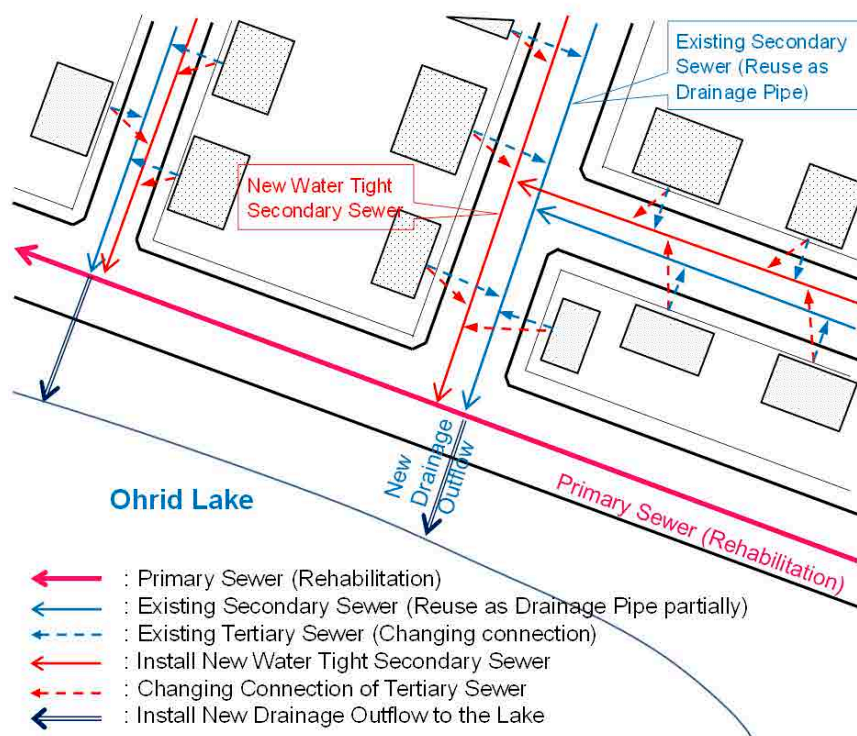 Existing Secondary
Sewer (Reuse as
Drainage Pipe)
New Water Tight
Secondary Sewer
New
Drainage
Outflow
Ohrid Lake
Primary Sewer (Rehabilitation)
: Primary Sewer (Rehabilitation)
: Existing Secondary Sewer (Reuse as Drainage Pipe partially)
: Existing Tertiary Sewer (Changing connection)
: Install New Water Tight Secondary Sewer
: Changing Connection of Tertiary Sewer
: Install New Drainage Outflow to the Lake